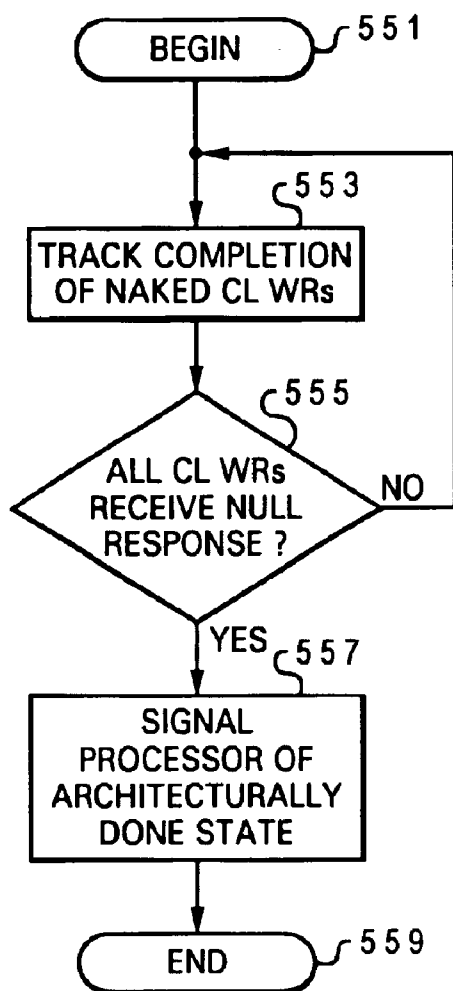 BEGIN
551
553
TRACK COMPLETION
OF NAKED CL WRs
555
ALL CL WRs
RECEIVE NULL
RESPONSE ?
NO
YES
557
SIGNAL
PROCESSOR OF
ARCHITECTURALLY
DONE STATE
END
559